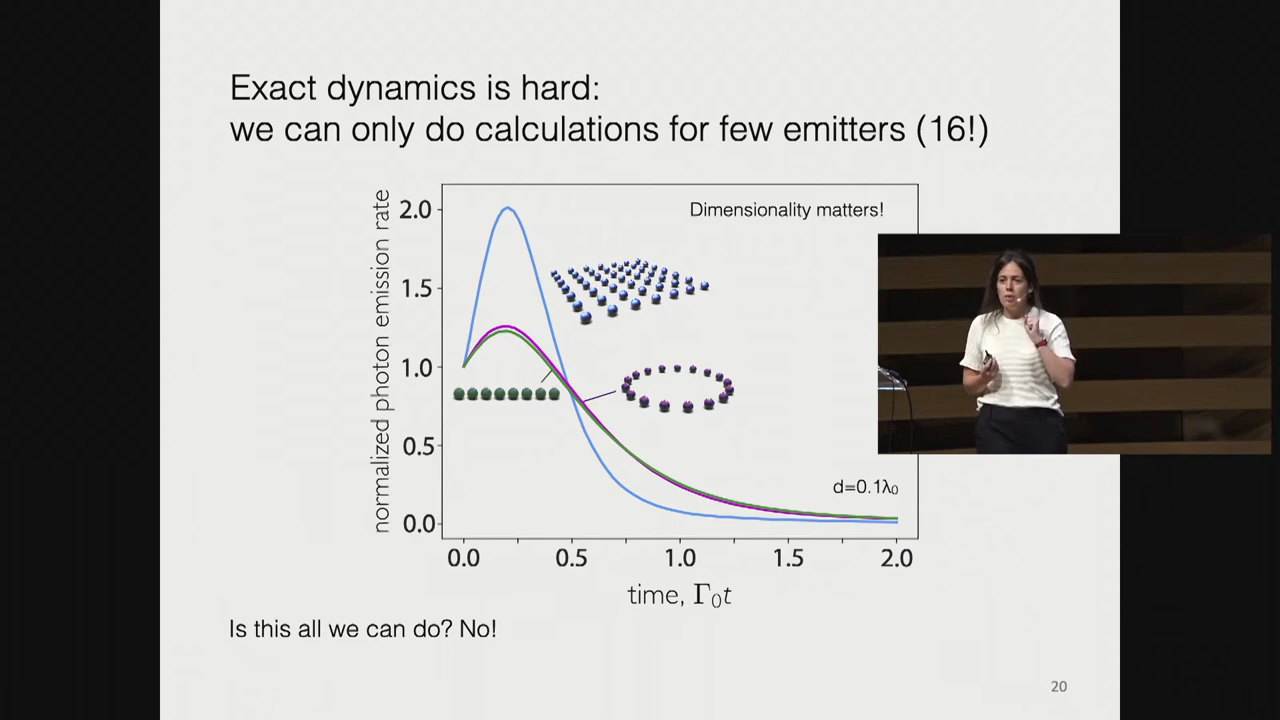 Exact dynamics is hard:
we can only do calculations for few emitters (16!)
normalized photon emission rate
2.0
1.5
1.0
0.5
0.0
Dimensionality matters!
d=0.1λ₀
0.0 0.5 1.0 1.5 2.0
time, Γ₀t
Is this all we can do? No!
20